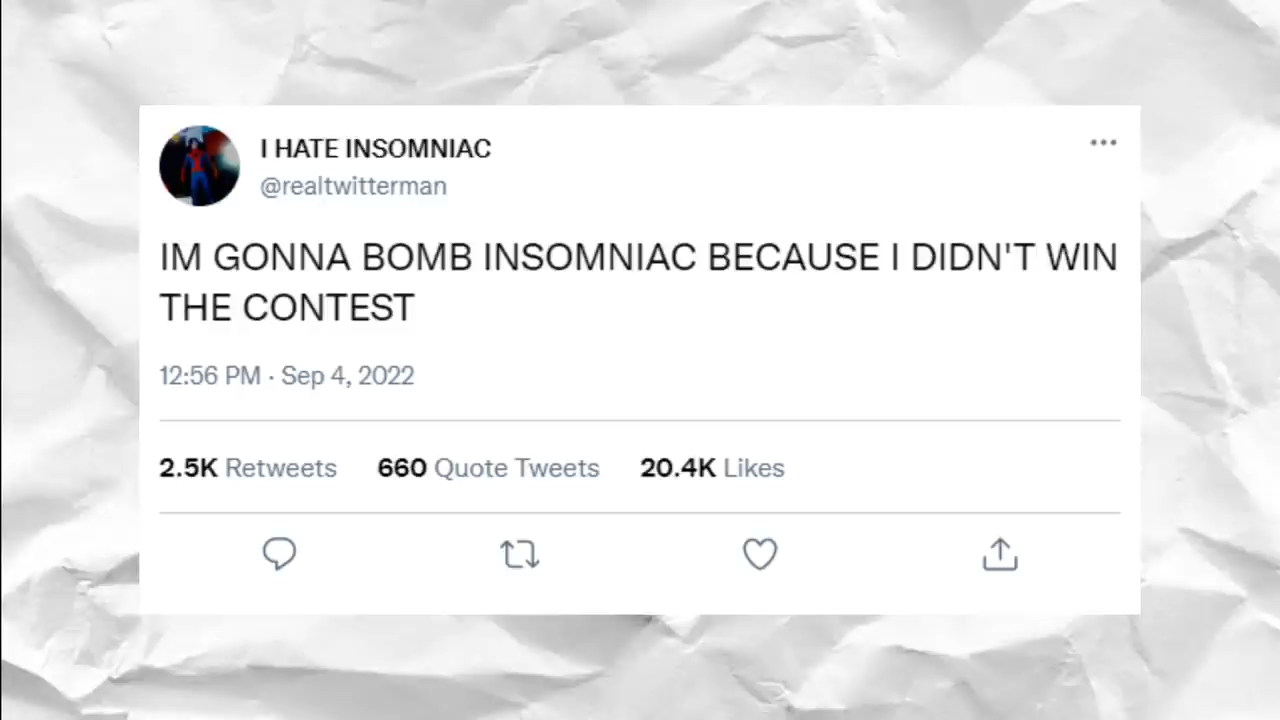 I HATE INSOMNIAC
@realtwitterman
IM GONNA BOMB INSOMNIAC BECAUSE I DIDN'T WIN
THE CONTEST
12:56 PM · Sep 4, 2022
2.5K Retweets 660 Quote Tweets 20.4K Likes